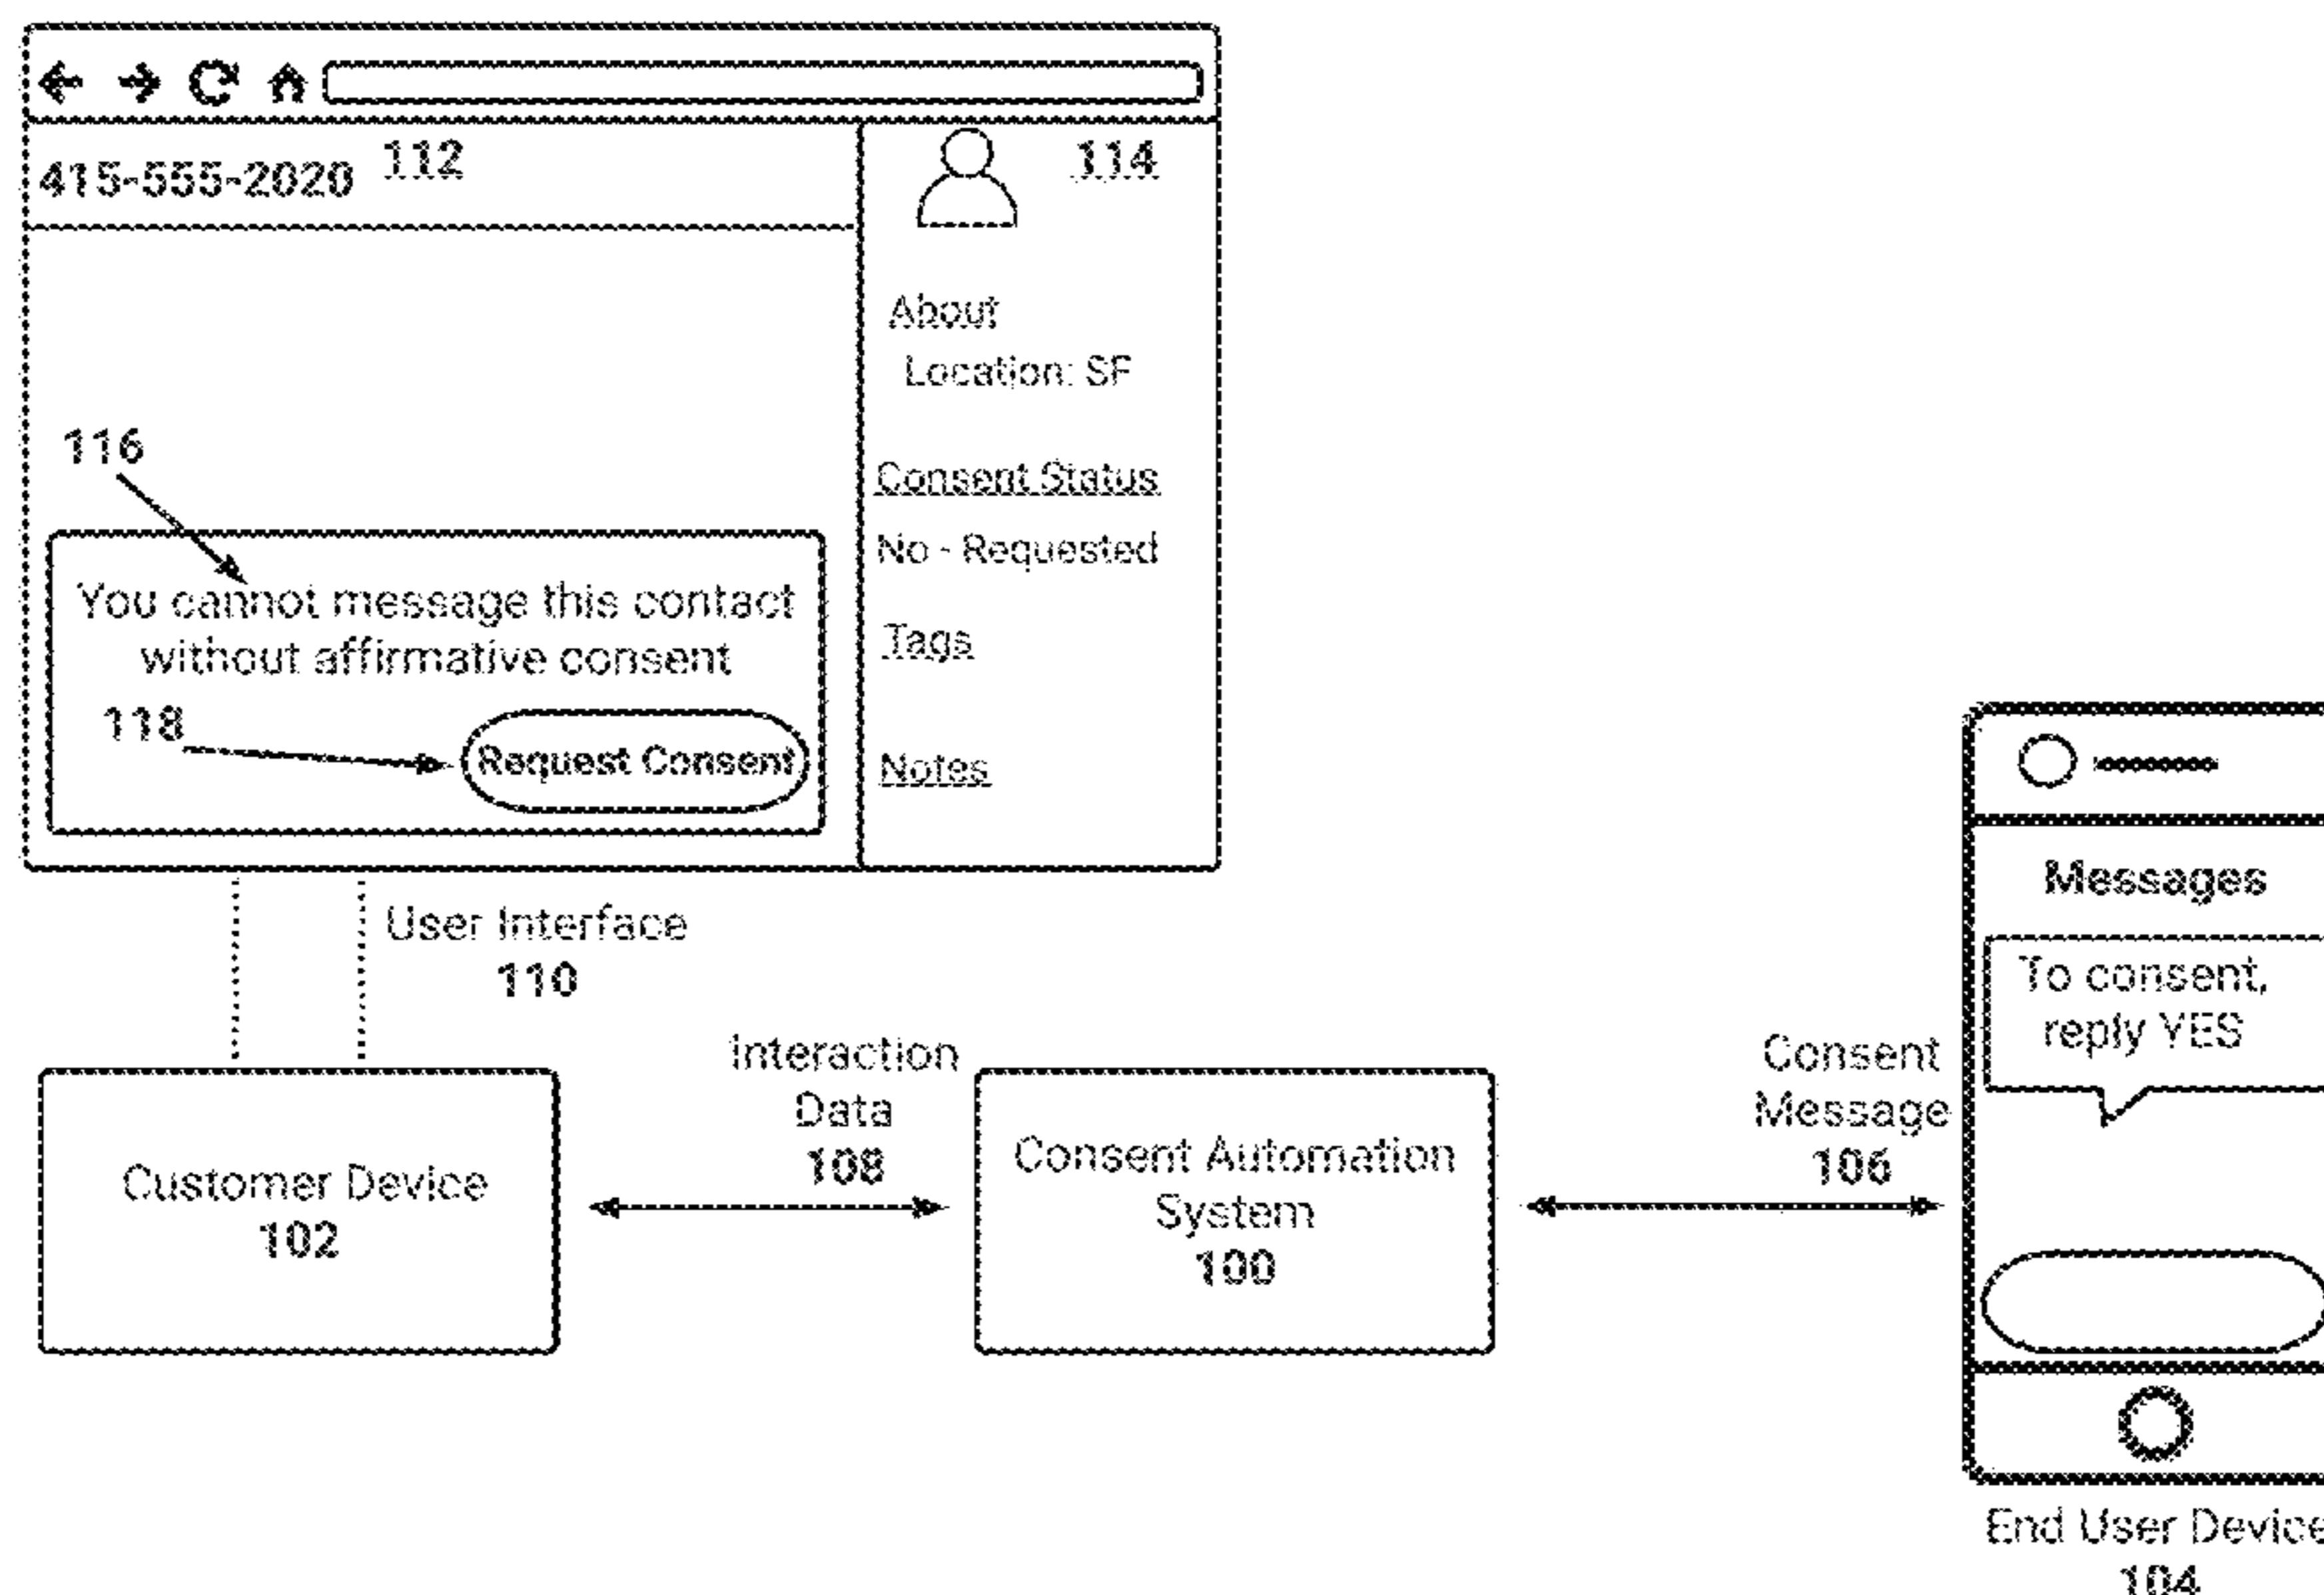 415-555-2020 112
114
About
Location: SF
Consent Status
No - Requested
Tags
Notes
116
You cannot message this contact
without affirmative consent
118
Request Consent
User Interface
110
Customer Device
102
Interaction
Data
108
Consent Automation
System
100
Consent
Message
106
Messages
To consent,
reply YES
End User Device
104